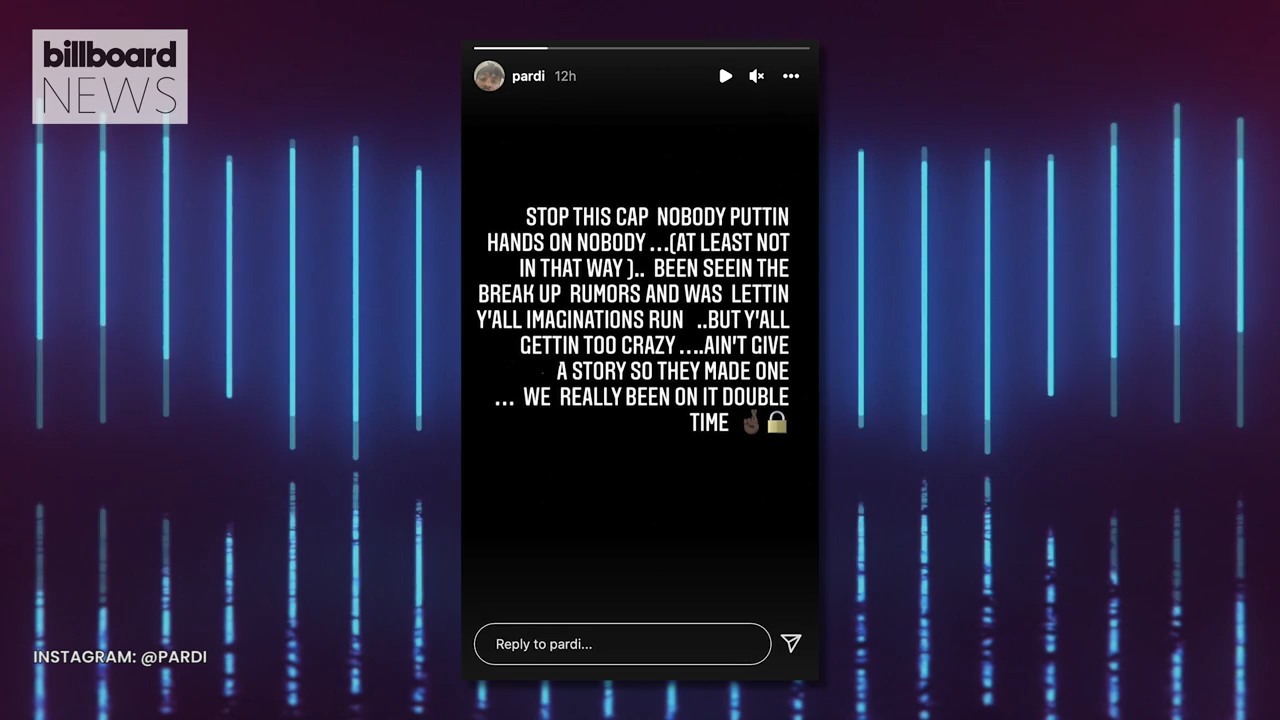 billboard
NEWS
pardi 12h
STOP THIS CAP NOBODY PUTTIN
HANDS ON NOBODY ...(AT LEAST NOT
IN THAT WAY ).. BEEN SEEIN THE
BREAK UP RUMORS AND WAS LETTIN
Y'ALL IMAGINATIONS RUN ..BUT Y'ALL
GETTIN TOO CRAZY ....AIN'T GIVE
A STORY SO THEY MADE ONE
... WE REALLY BEEN ON IT DOUBLE
TIME 🤞🏿🔒
Reply to pardi...
INSTAGRAM: @PARDI